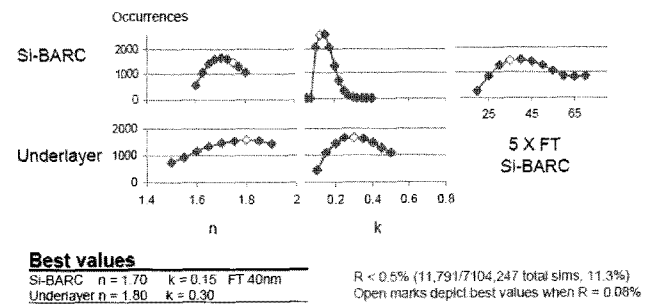 Occurrences
Si-BARC
2000
1000
0
25 45 65
2000
1000
0
Underlayer
5 X FT
Si-BARC
1.4 1.6 1.8 2 0.2 0.4 0.6 0.8
n k
Best values
Si-BARC n = 1.70 k = 0.15 FT 40nm
Underlayer n = 1.80 k = 0.30
R < 0.5% (11,791/7104,247 total sims, 11.3%)
Open marks depict best values when R = 0.08%